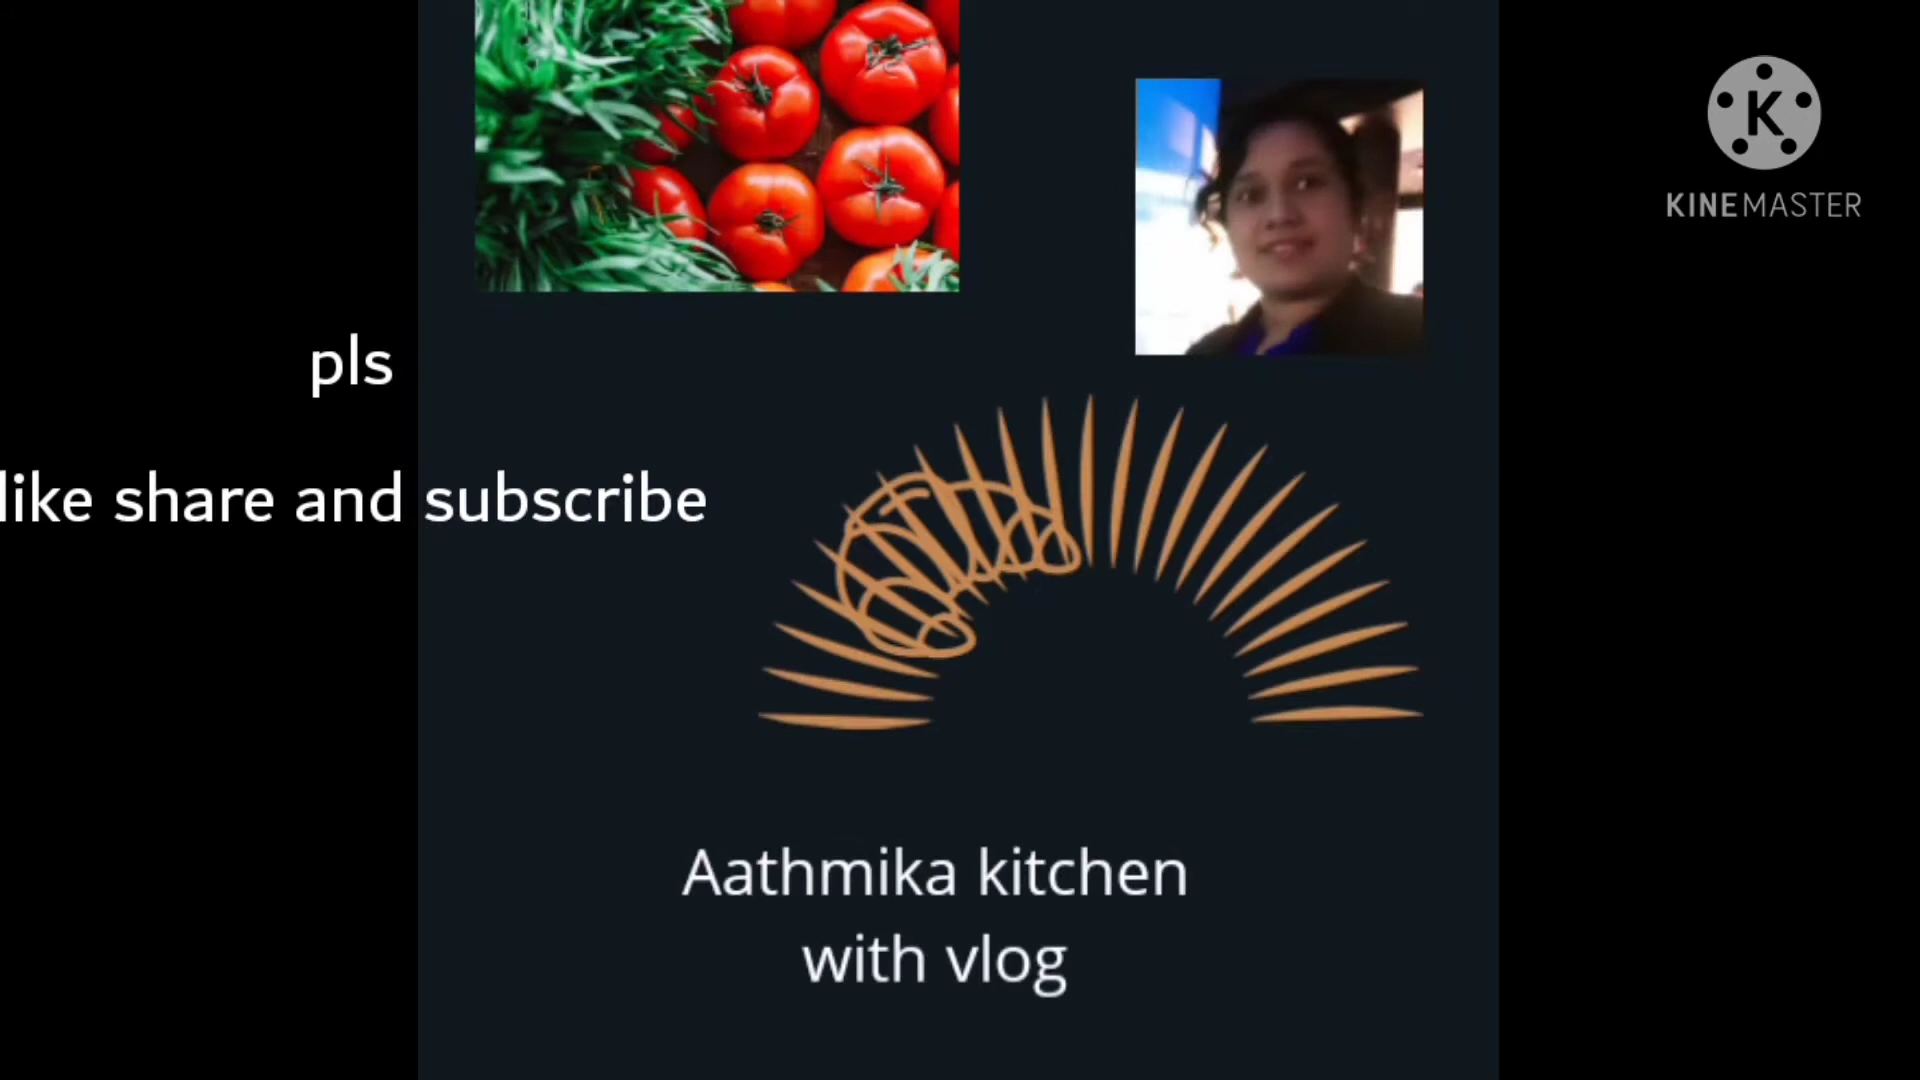 K
KINEMASTER
pls
like share and subscribe
Aathmika kitchen
with vlog